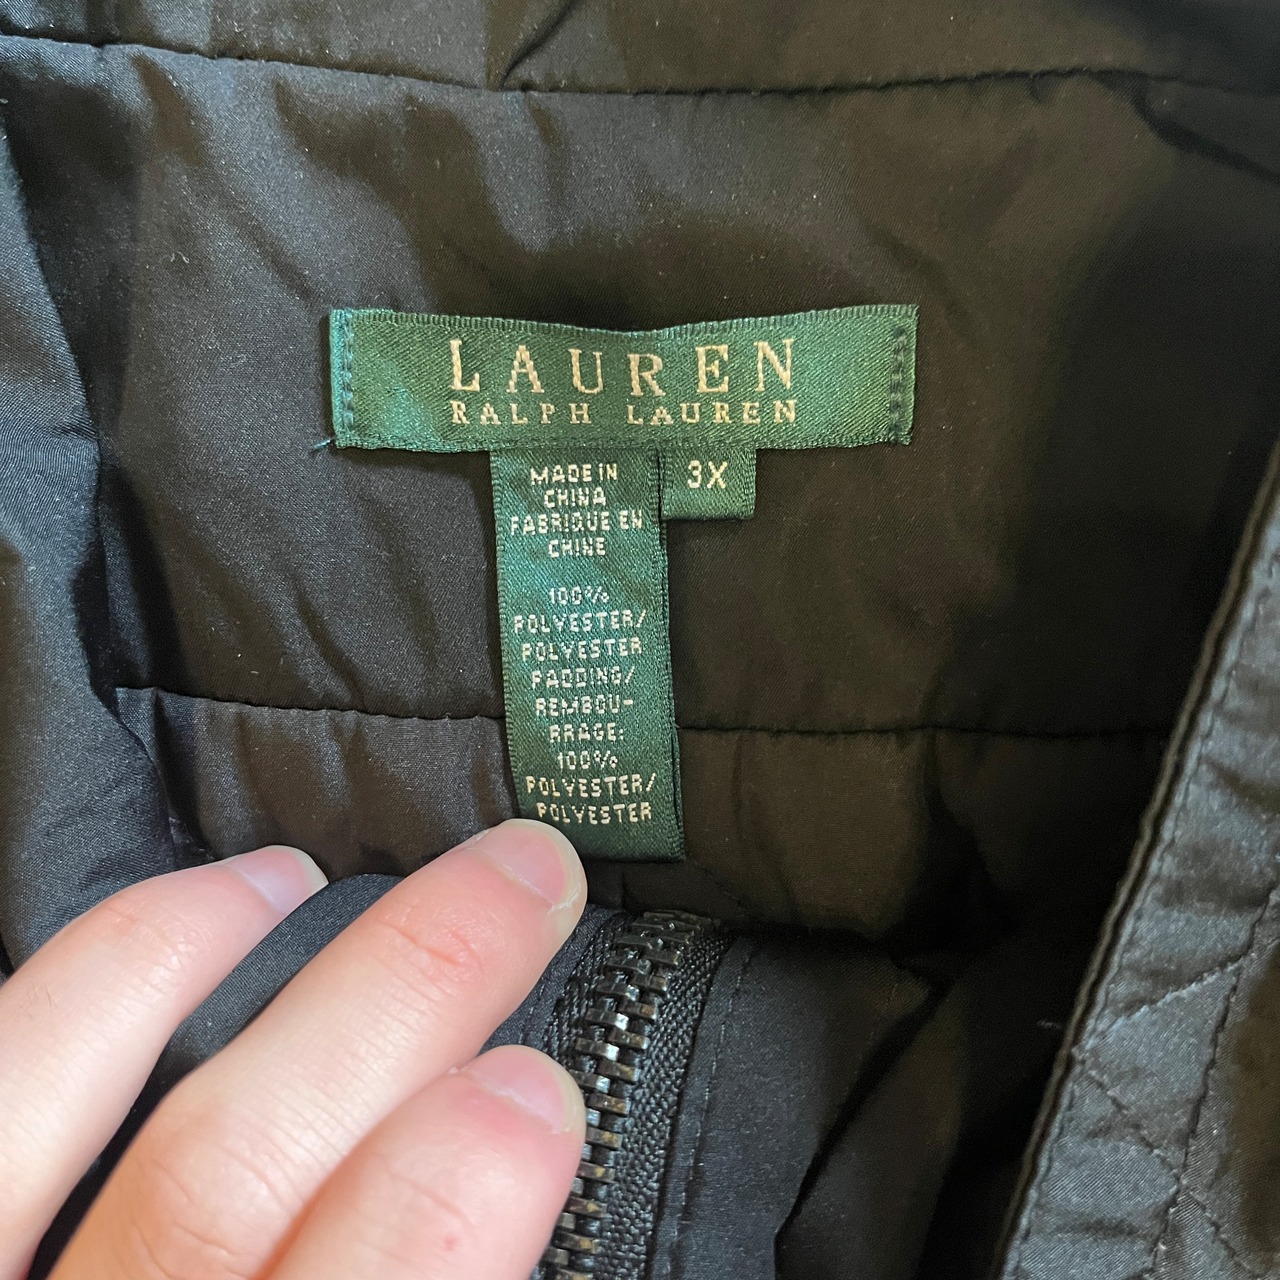 LAUREN
RALPH LAUREN
MADE IN
CHINA
FABRIQUE EN
CHINE
100%
POLYESTER/
POLYESTER
PADDING/
REMBOU-
RRAGE:
100%
POLYESTER/
POLYESTER
3X